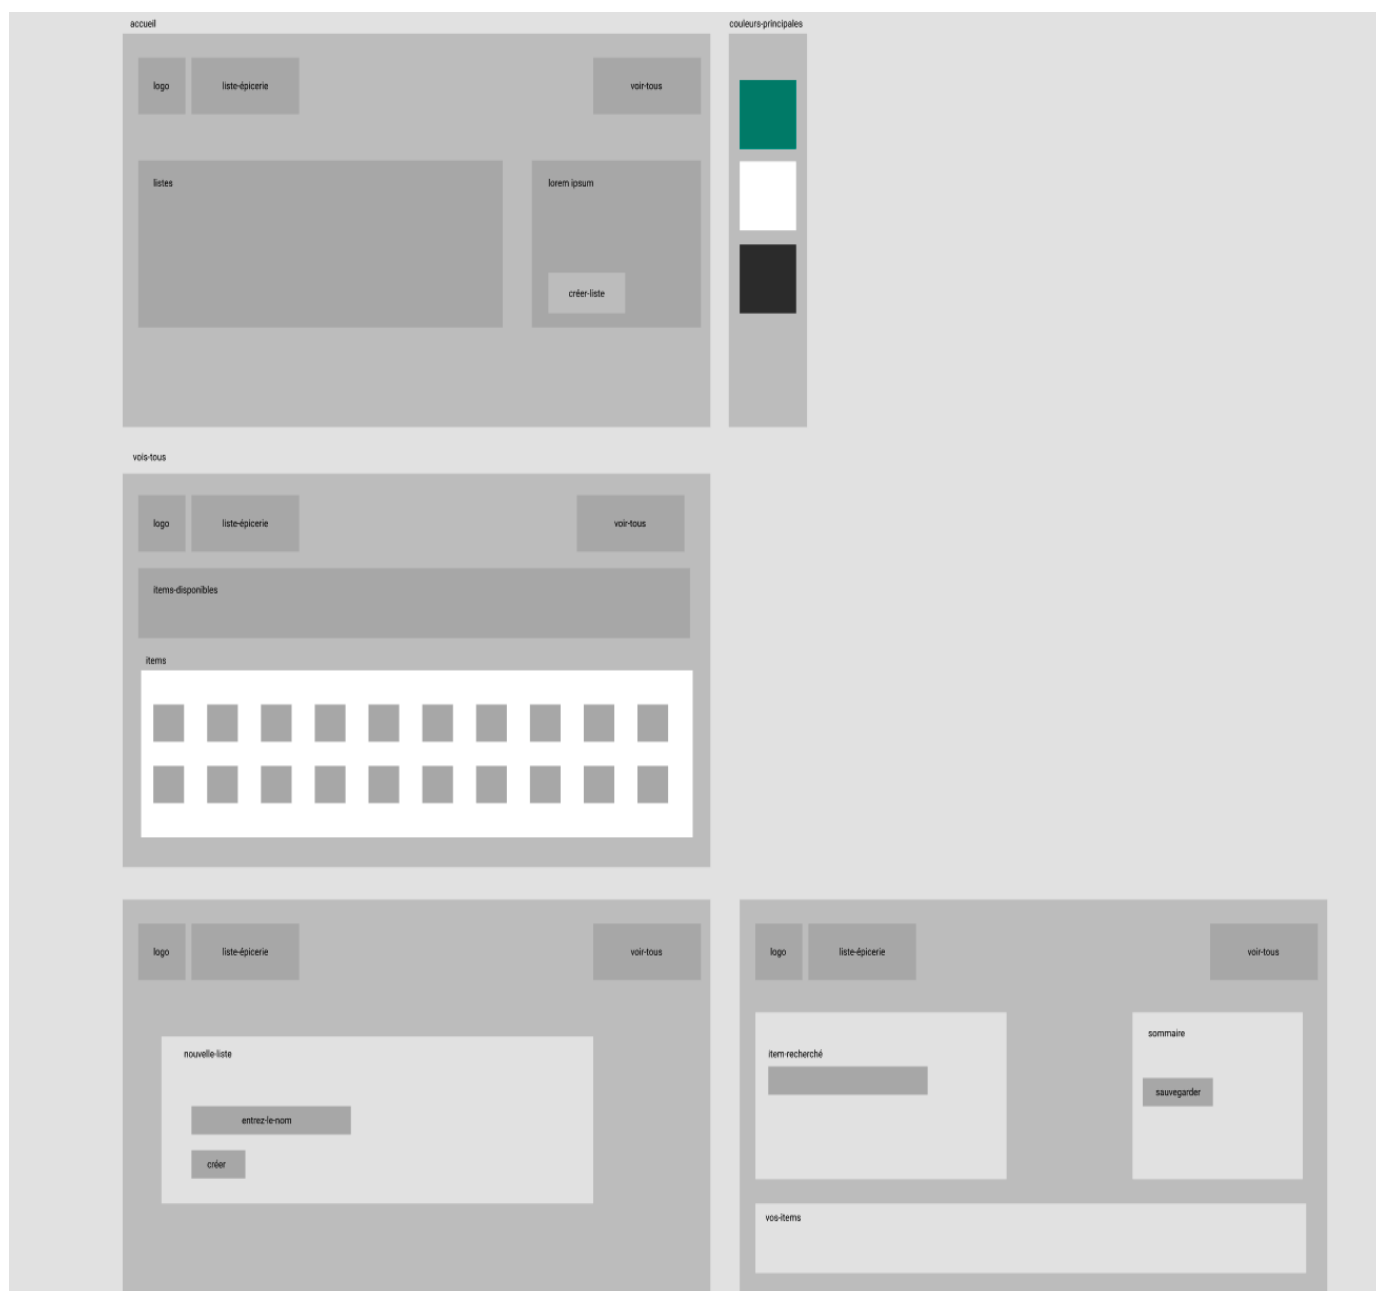 accueil
couleurs-principales
logo
liste-épicerie
voir-tous
listes
lorem ipsum
créer-liste
vois-tous
logo
liste-épicerie
voir-tous
items-disponibles
items
logo
liste-épicerie
voir-tous
nouvelle-liste
entrez-le-nom
créer
logo
liste-épicerie
voir-tous
item-recherché
sommaire
sauvegarder
vos-items